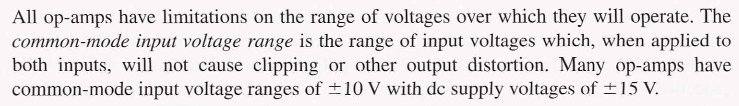 All op-amps have limitations on the range of voltages over which they will operate. The
common-mode input voltage range is the range of input voltages which, when applied to
both inputs, will not cause clipping or other output distortion. Many op-amps have
common-mode input voltage ranges of ±10 V with dc supply voltages of ±15 V.